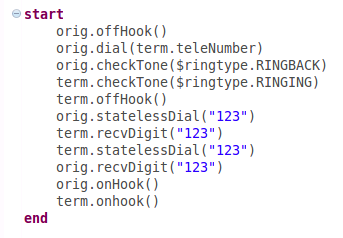 start
orig.offHook()
orig.dial(term.teleNumber)
orig.checkTone($ringtype.RINGBACK)
term.checkTone($ringtype.RINGING)
term.offHook()
orig.statelessDial("123")
term.recvDigit("123")
term.statelessDial("123")
orig.recvDigit("123")
orig.onHook()
term.onhook()
end